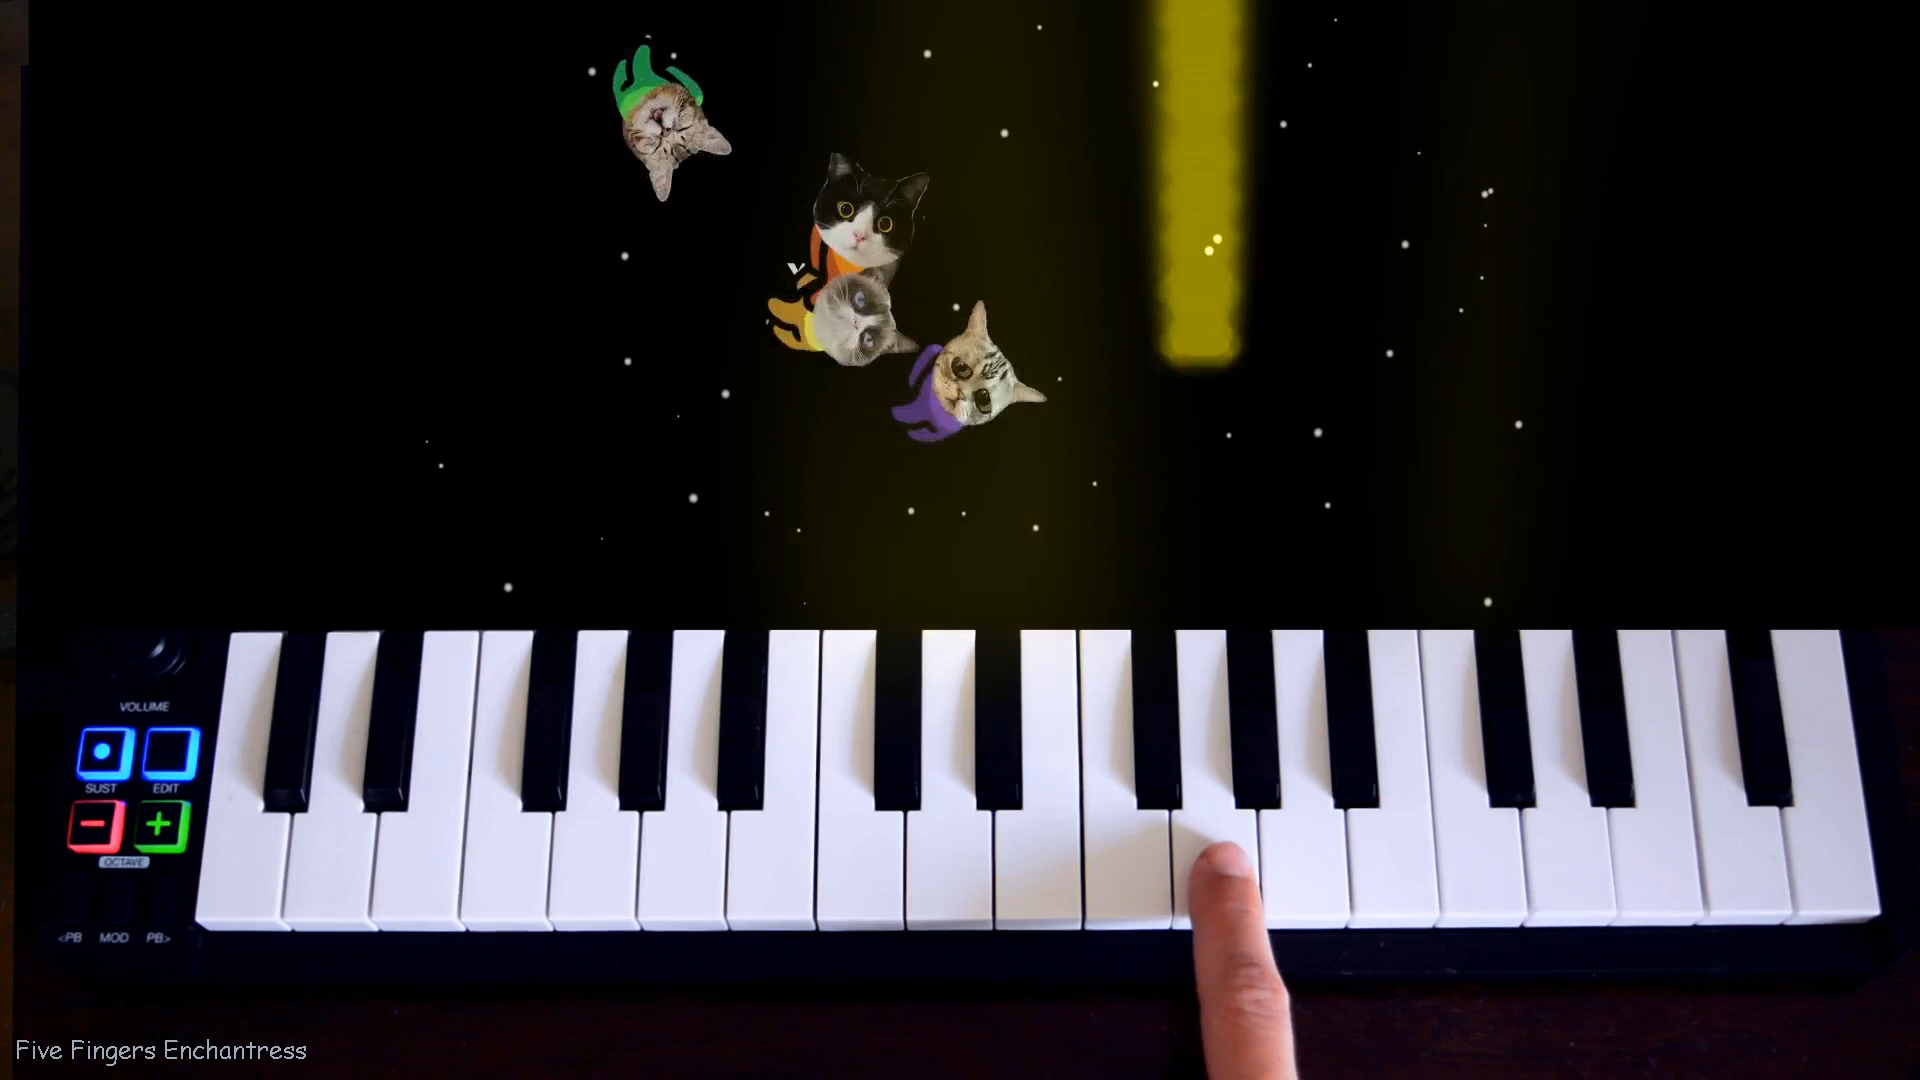 VOLUME
SUST EDIT
OCTAVE
<PB MOD PB>
Five Fingers Enchantress